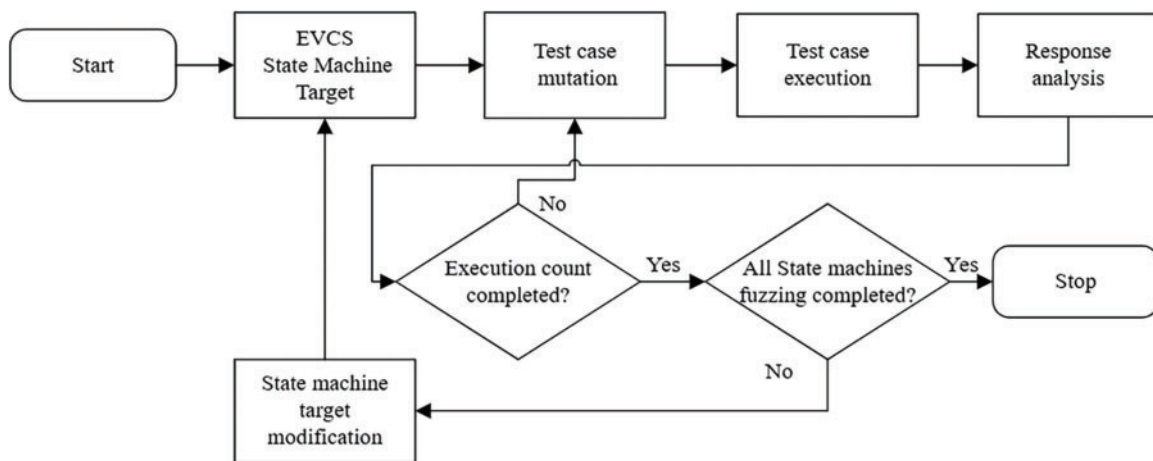 Start
EVCS
State Machine
Target
Test case
mutation
Test case
execution
Response
analysis
No
Execution count
completed?
Yes
All State machines
fuzzing completed?
Yes
Stop
No
State machine
target
modification